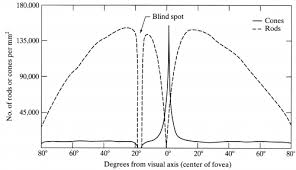 180,000
Blind spot
Cones
Rods
135,000
90,000
45,000
No. of rods or cones per mm²
80° 60° 40° 20° 0° 20° 40° 60° 80°
Degrees from visual axis (center of fovea)